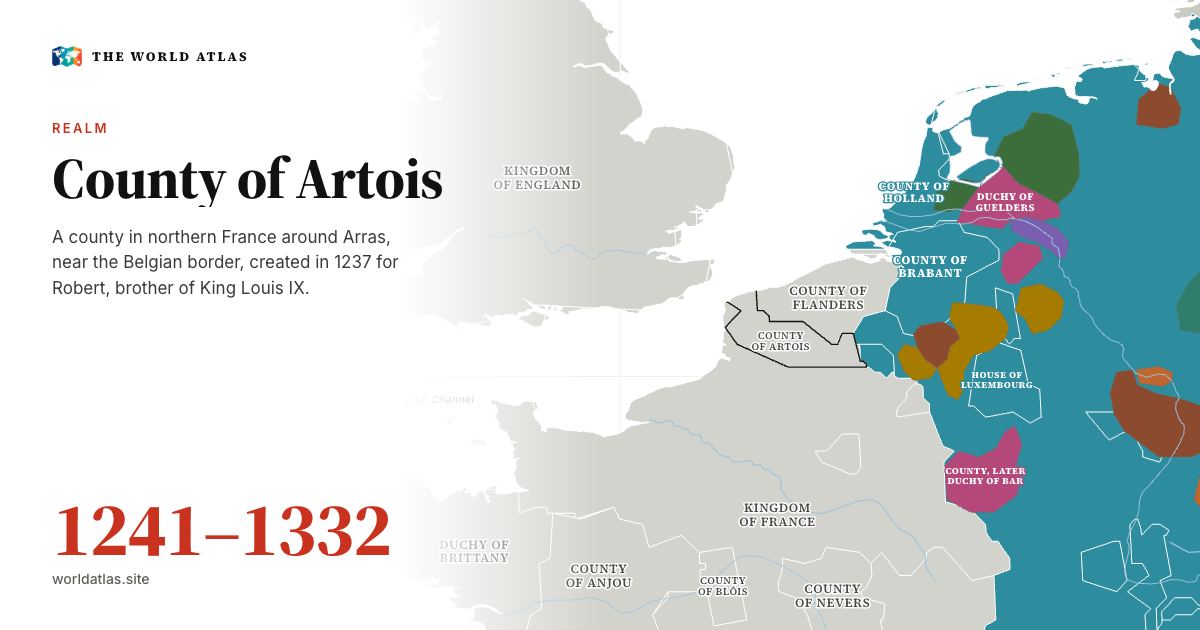 THE WORLD ATLAS
REALM
County of Artois
A county in northern France around Arras,
near the Belgian border, created in 1237 for
Robert, brother of King Louis IX.
1241–1332
worldatlas.site
KINGDOM
OF ENGLAND
COUNTY OF
HOLLAND
DUCHY OF
GUELDERS
COUNTY OF
BRABANT
COUNTY OF
FLANDERS
COUNTY
OF ARTOIS
HOUSE OF
LUXEMBOURG
Channel
COUNTY, LATER
DUCHY OF BAR
KINGDOM
OF FRANCE
DUCHY OF
BRITTANY
COUNTY
OF ANJOU
COUNTY
OF BLÔIS
COUNTY
OF NEVERS